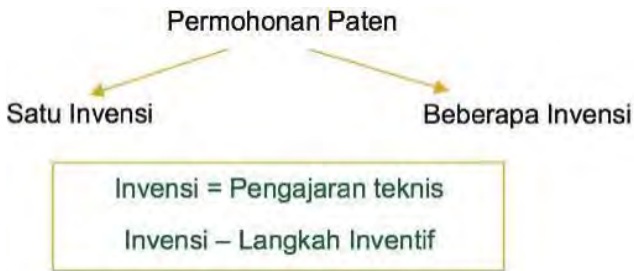 Permohonan Paten
Satu Invensi
Beberapa Invensi
Invensi = Pengajaran teknis
Invensi – Langkah Inventif